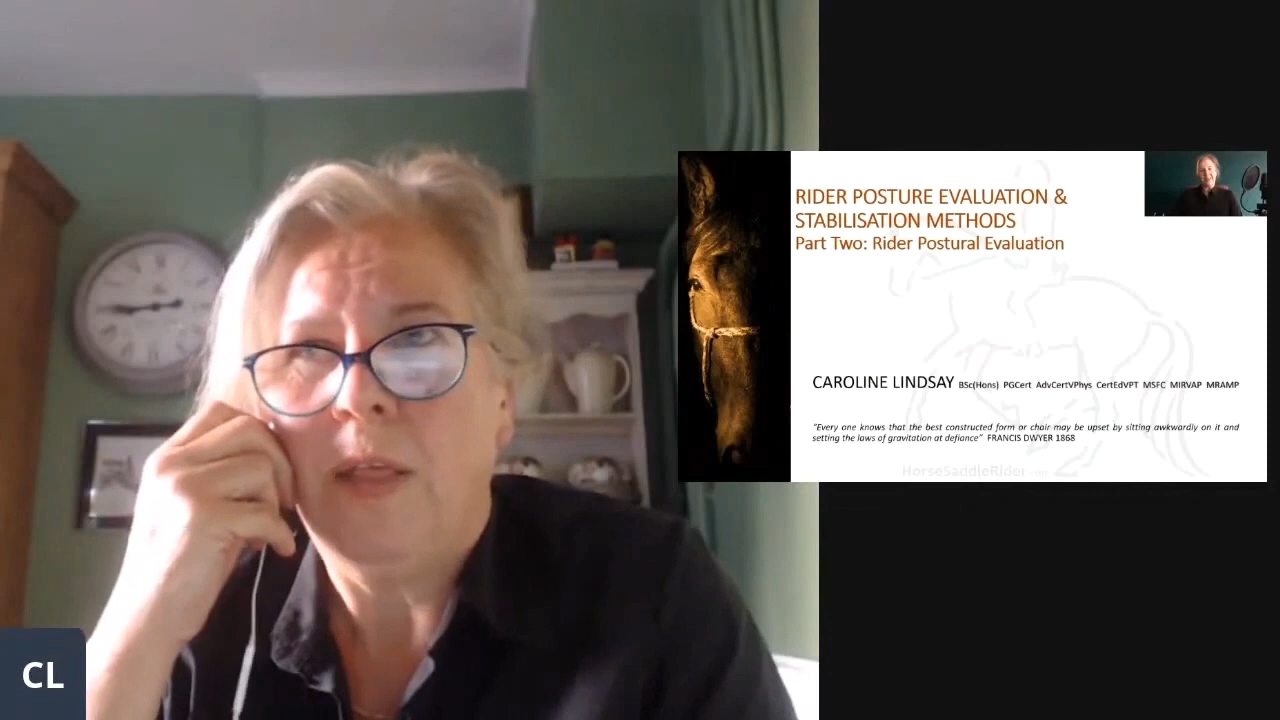 RIDER POSTURE EVALUATION &
STABILISATION METHODS
Part Two: Rider Postural Evaluation
CAROLINE LINDSAY BSc(Hons) PGCert AdvCertVPhys CertEdVPT MSFC MIRVAP MRAMP
"Every one knows that the best constructed form or chair may be upset by sitting awkwardly on it and
setting the laws of gravitation at defiance" FRANCIS DWYER 1868
HorseSaddleRider
CL